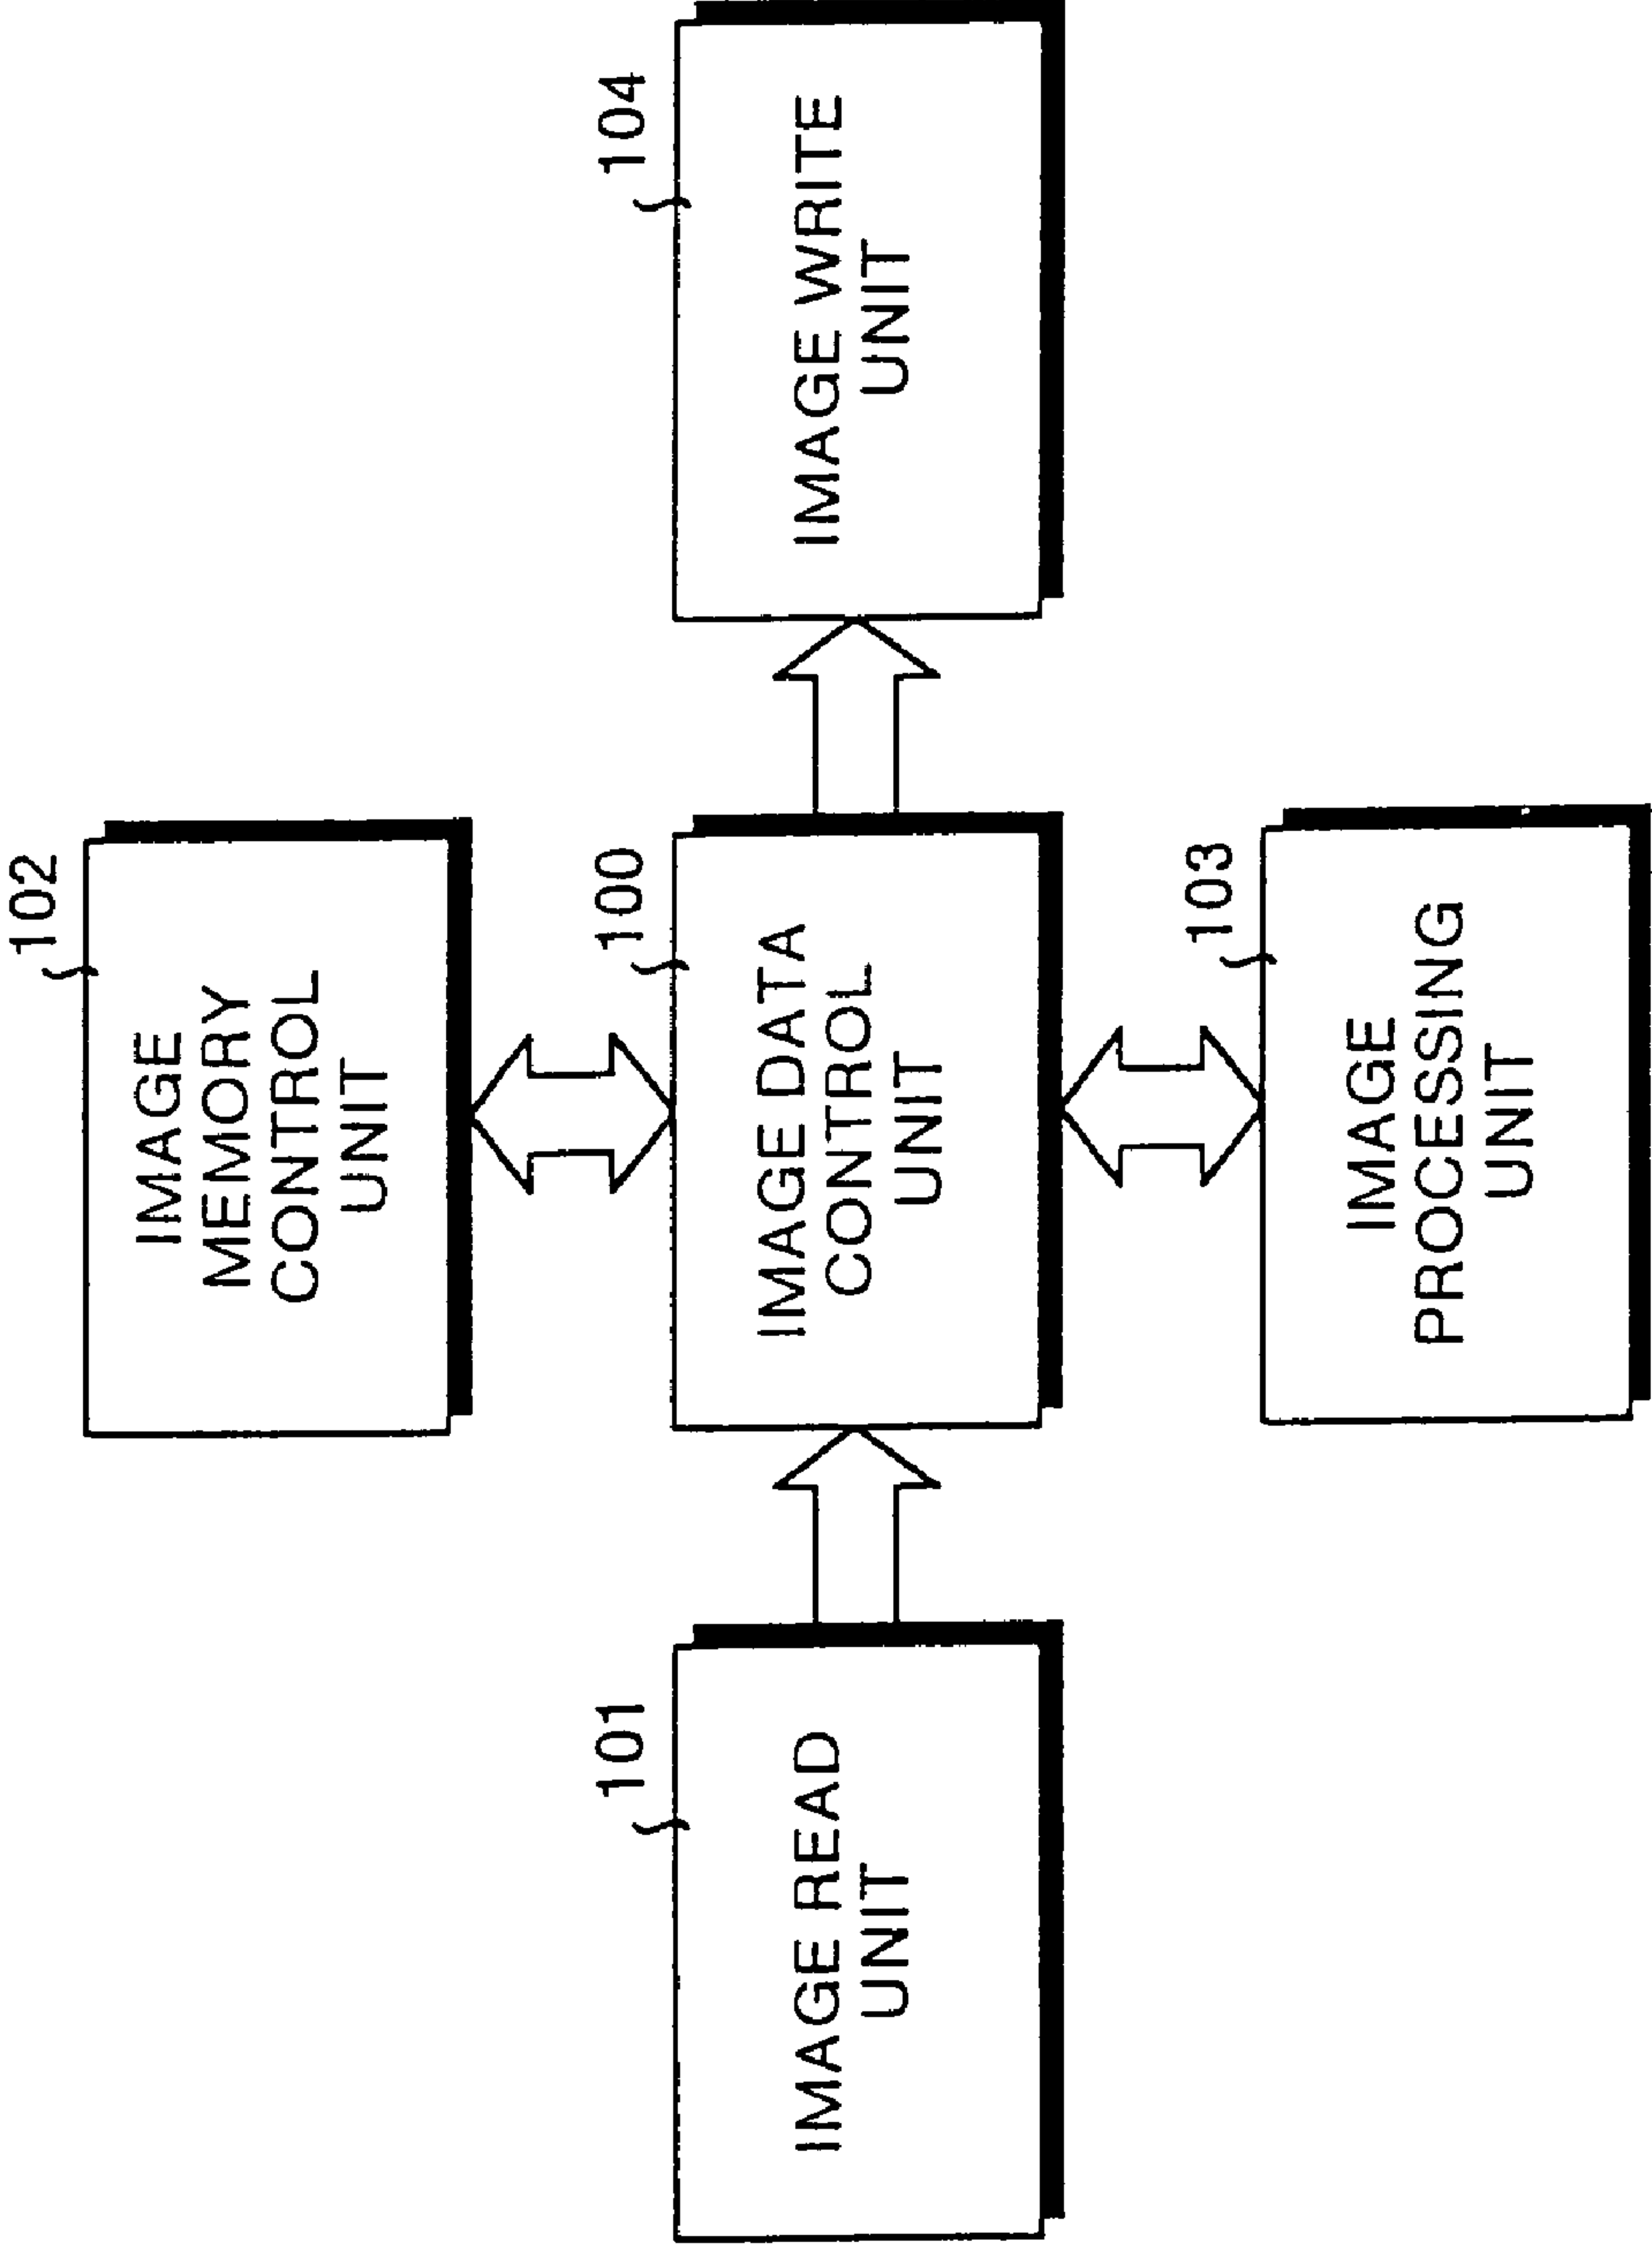 102
IMAGE
MEMORY
CONTROL
UNIT
101
IMAGE READ
UNIT
100
IMAGE DATA
CONTROL
UNIT
104
IMAGE WRITE
UNIT
103
IMAGE
PROCESSING
UNIT